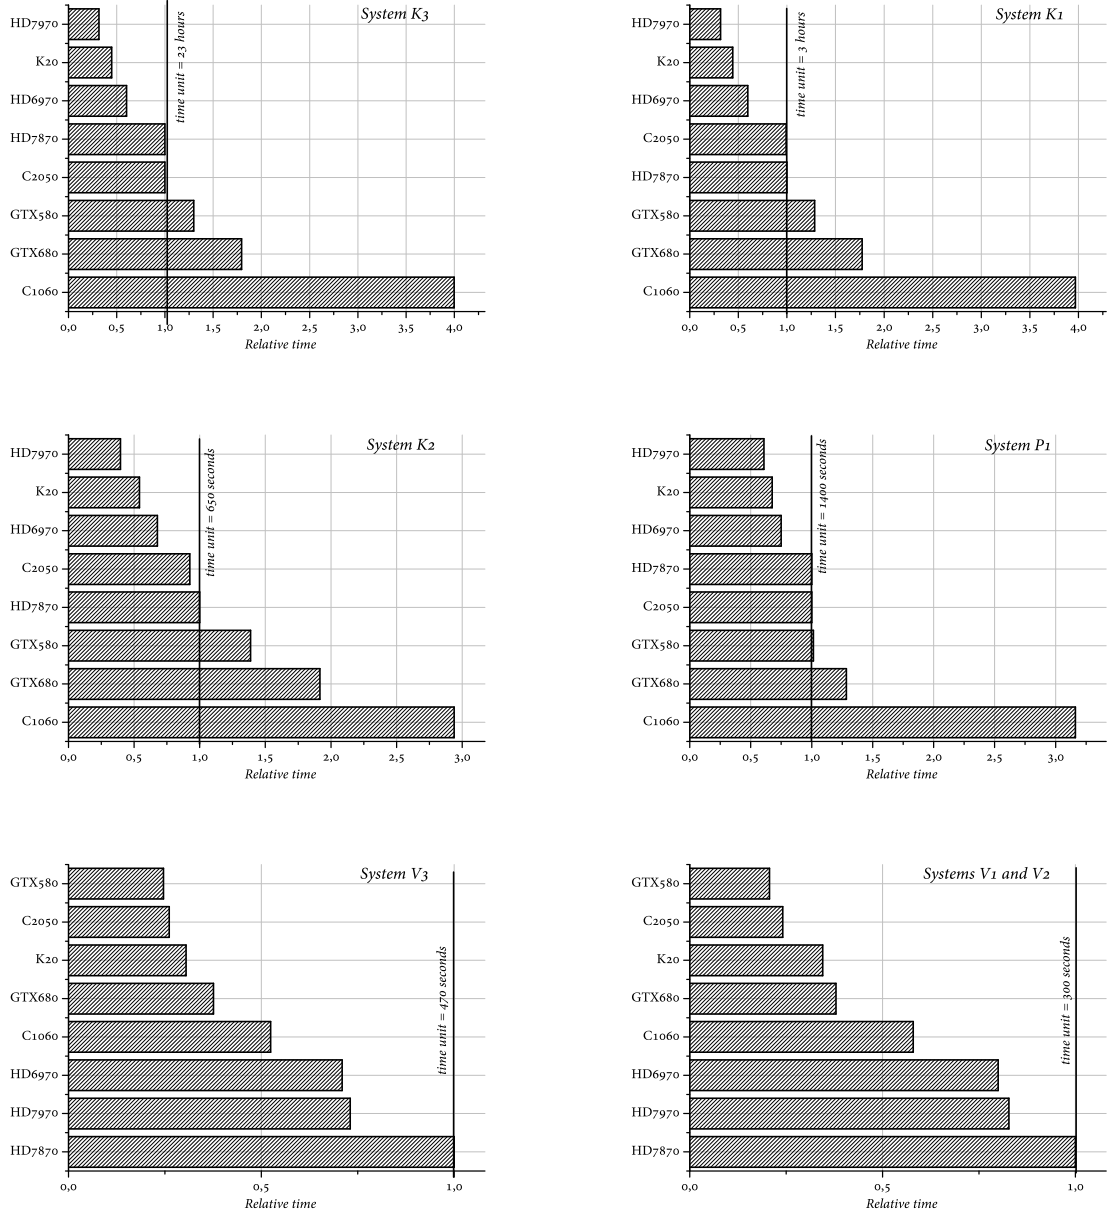 System K3
HD7970
K20
HD6970
HD7870
C2050
GTX580
GTX680
C1060
time unit = 23 hours
0,0 0,5 1,0 1,5 2,0 2,5 3,0 3,5 4,0
Relative time
System K1
HD7970
K20
HD6970
C2050
HD7870
GTX580
GTX680
C1060
time unit = 3 hours
0,0 0,5 1,0 1,5 2,0 2,5 3,0 3,5 4,0
Relative time
System K2
HD7970
K20
HD6970
C2050
HD7870
GTX580
GTX680
C1060
time unit = 650 seconds
0,0 0,5 1,0 1,5 2,0 2,5 3,0
Relative time
System P1
HD7970
K20
HD6970
HD7870
C2050
GTX580
GTX680
C1060
time unit = 1400 seconds
0,0 0,5 1,0 1,5 2,0 2,5 3,0
Relative time
System V3
GTX580
C2050
K20
GTX680
C1060
HD6970
HD7970
HD7870
time unit = 470 seconds
0,0 0,5 1,0
Relative time
Systems V1 and V2
GTX580
C2050
K20
GTX680
C1060
HD6970
HD7970
HD7870
time unit = 300 seconds
0,0 0,5 1,0
Relative time